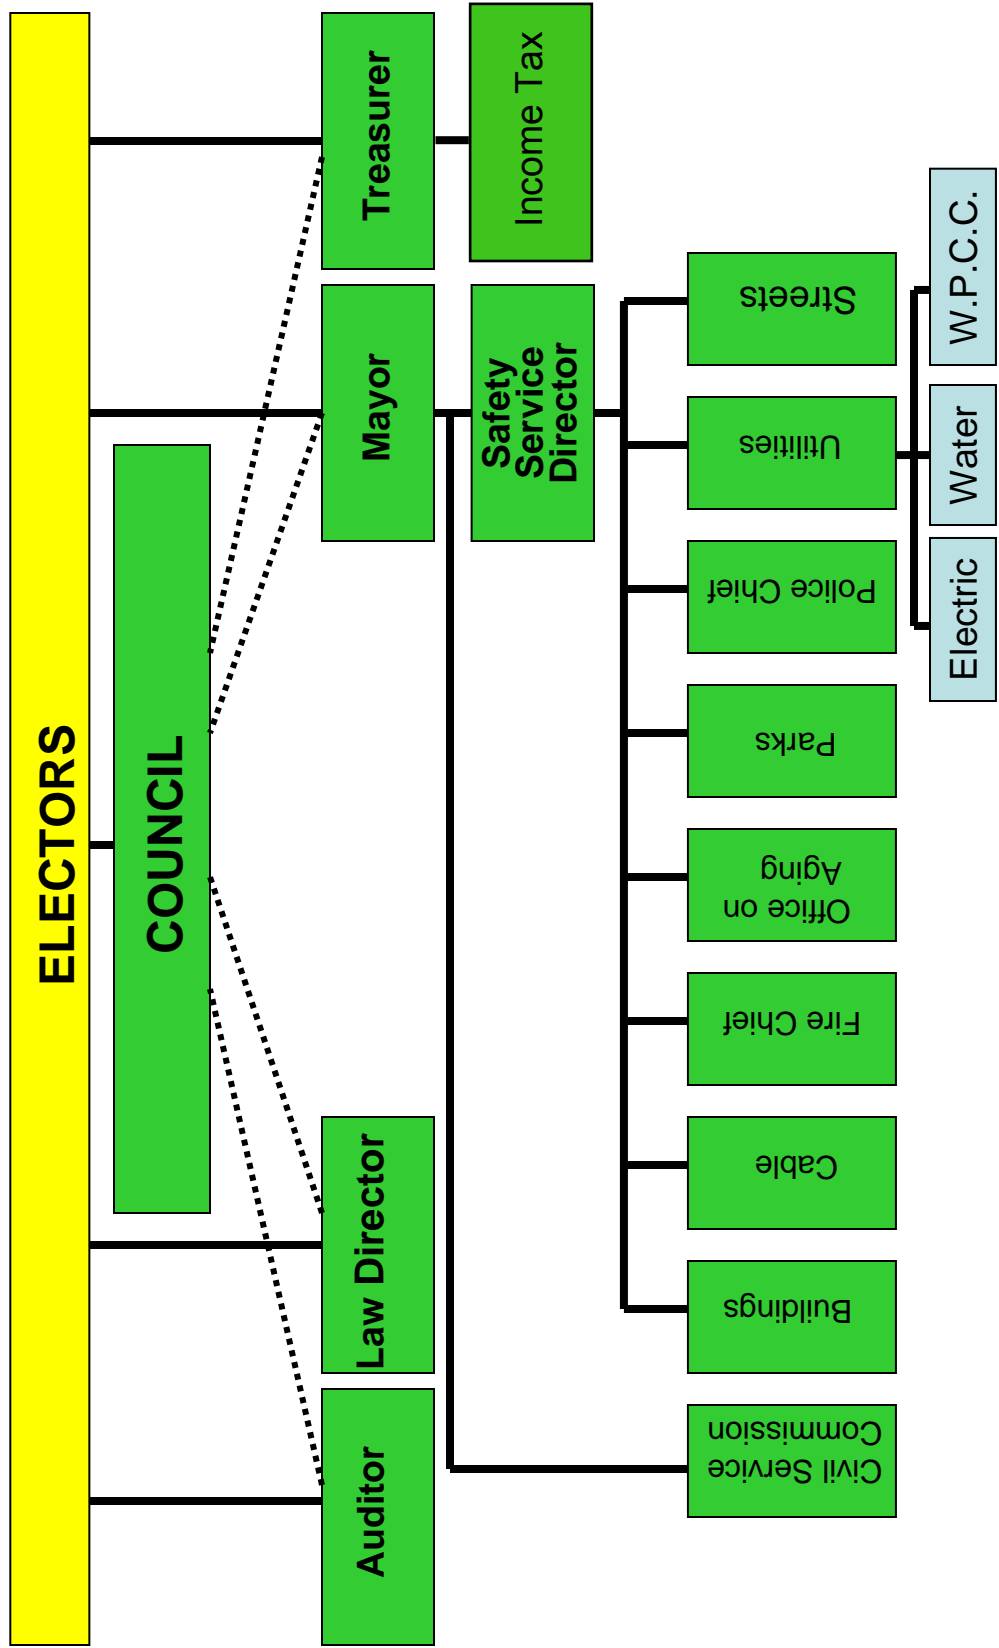 ELECTORS
COUNCIL
Auditor
Law Director
Mayor
Treasurer
Safety
Service
Director
Income Tax
Civil Service
Commission
Buildings
Cable
Fire Chief
Office on
Aging
Parks
Police Chief
Utilities
Streets
Electric
Water
W.P.C.C.